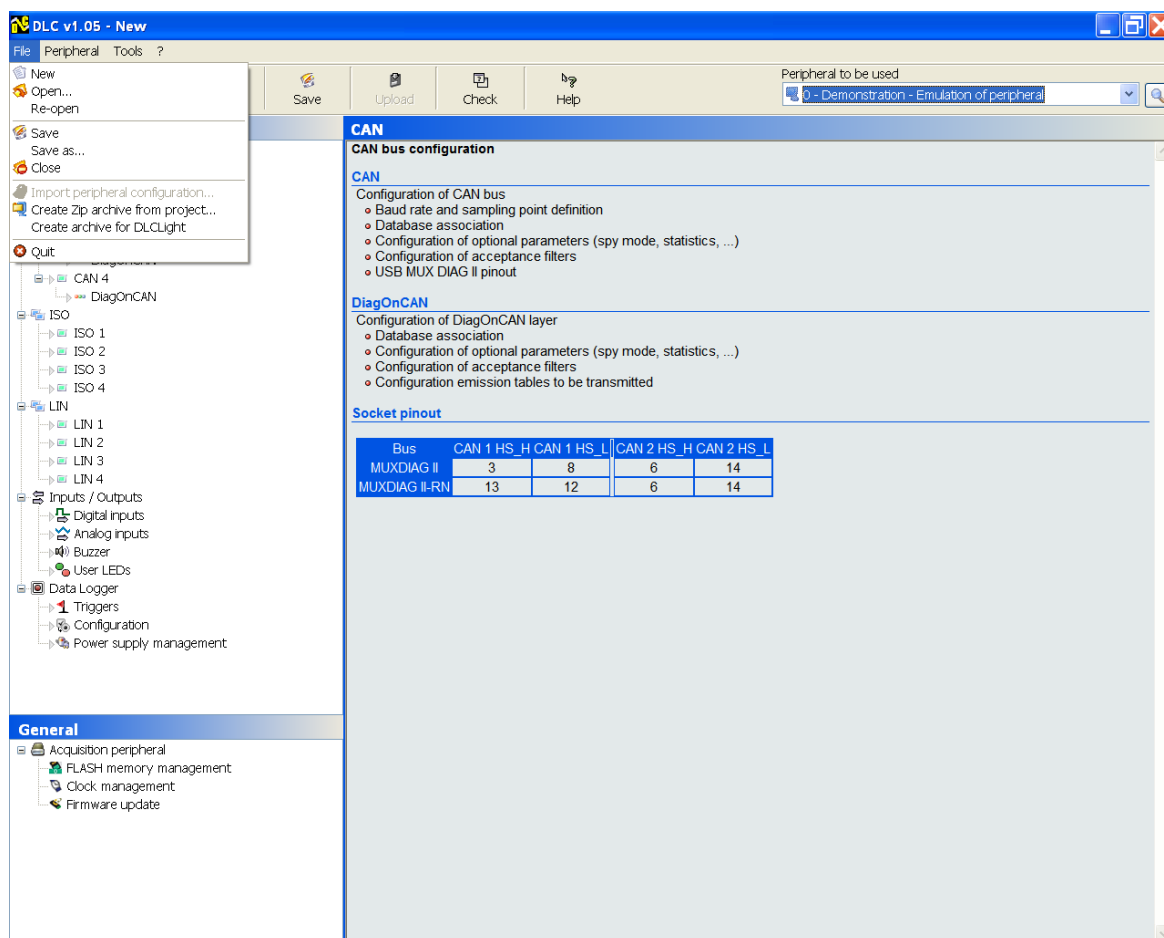 DLC v1.05 - New
File Peripheral Tools ?
New
Open...
Re-open
Save
Save as...
Close
Import peripheral configuration...
Create Zip archive from project...
Create archive for DLCLight
Quit
Save Upload Check Help
Peripheral to be used
0 - Demonstration - Emulation of peripheral
DiagOnCAN
CAN 4
DiagOnCAN
ISO
ISO 1
ISO 2
ISO 3
ISO 4
LIN
LIN 1
LIN 2
LIN 3
LIN 4
Inputs / Outputs
Digital inputs
Analog inputs
Buzzer
User LEDs
Data Logger
Triggers
Configuration
Power supply management
General
Acquisition peripheral
FLASH memory management
Clock management
Firmware update
CAN
CAN bus configuration
CAN
Configuration of CAN bus
Baud rate and sampling point definition
Database association
Configuration of optional parameters (spy mode, statistics, ...)
Configuration of acceptance filters
USB MUX DIAG II pinout
DiagOnCAN
Configuration of DiagOnCAN layer
Database association
Configuration of optional parameters (spy mode, statistics, ...)
Configuration of acceptance filters
Configuration emission tables to be transmitted
Socket pinout
Bus CAN 1 HS_H CAN 1 HS_L CAN 2 HS_H CAN 2 HS_L
MUXDIAG II 3 8 6 14
MUXDIAG II-RN 13 12 6 14